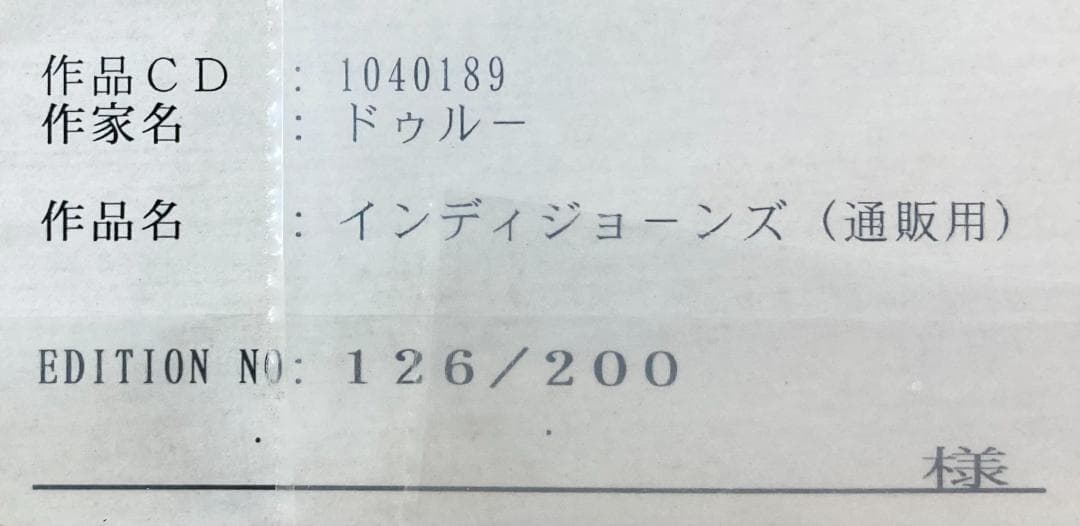 作品ＣＤ : 1040189
作家名 : ドゥルー
作品名 : インディジョーンズ（通販用）
EDITION NO: １２６／２００
様